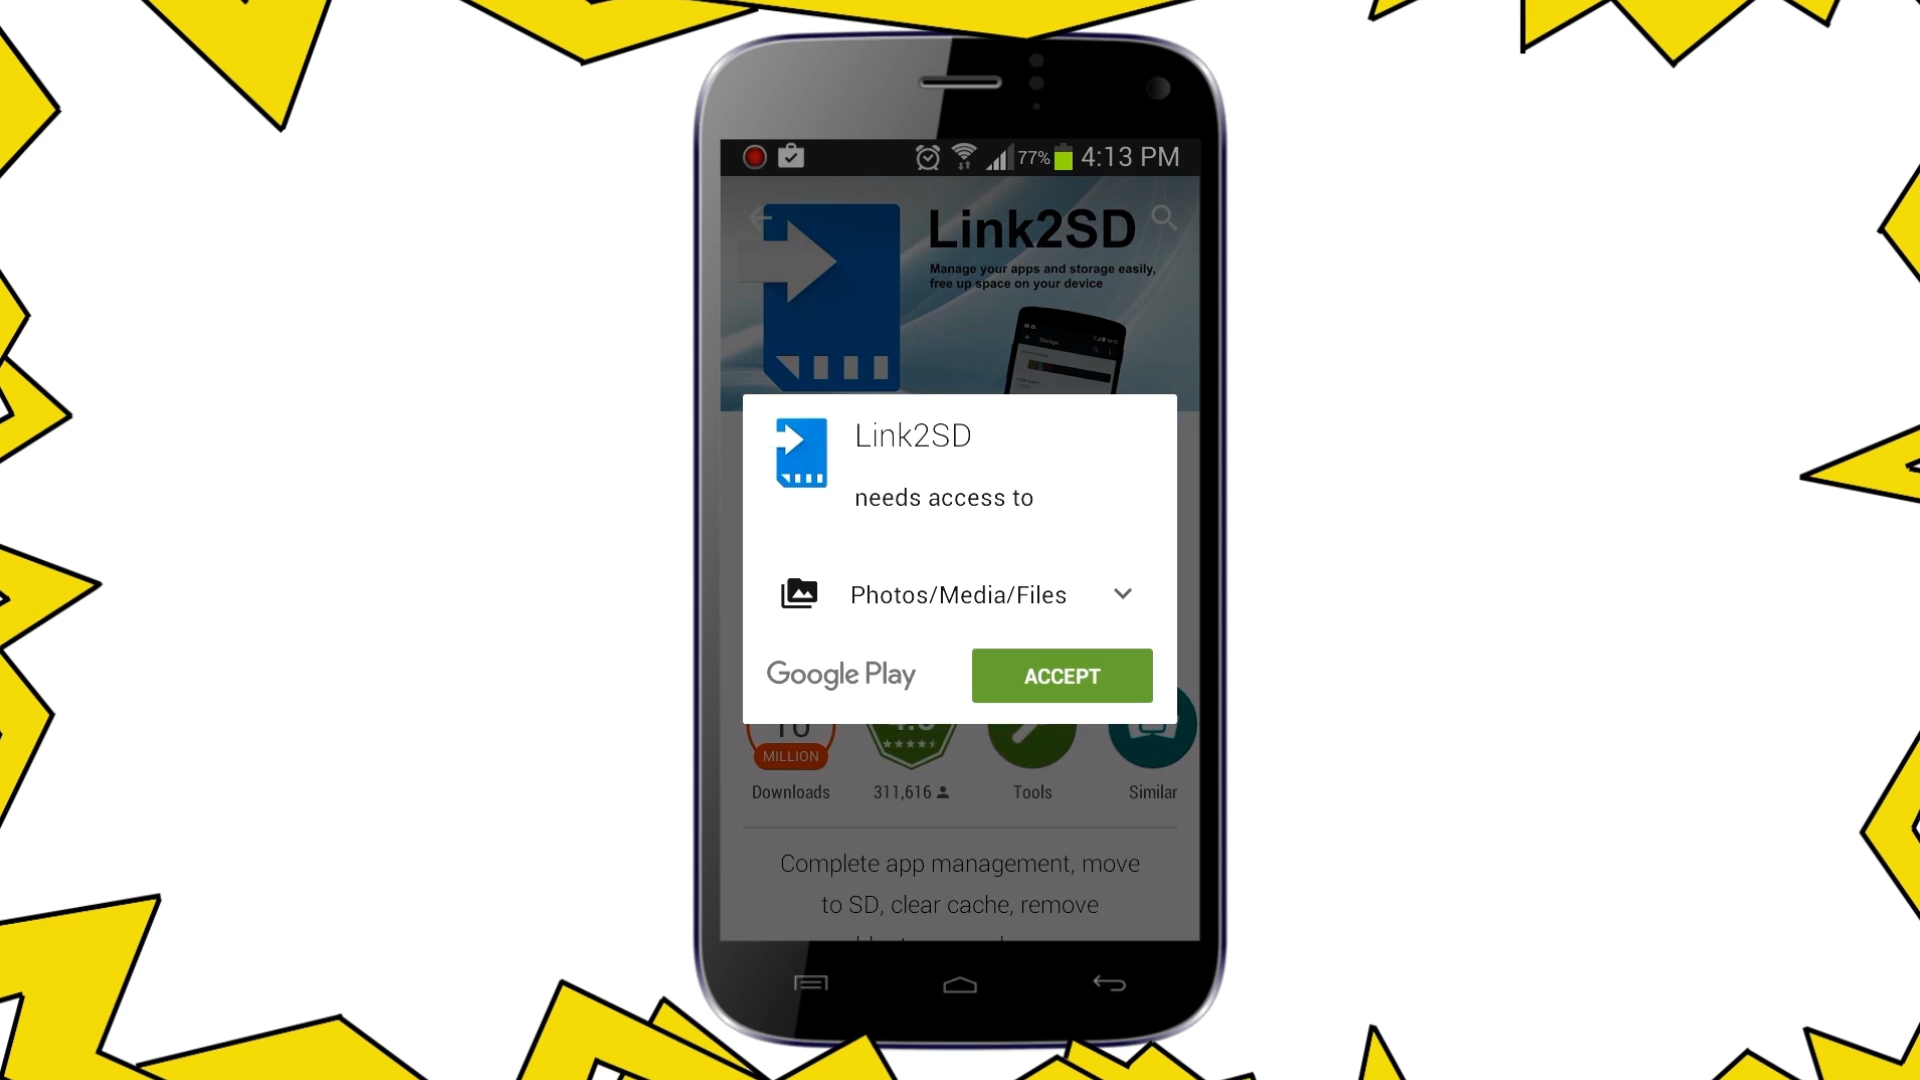 77% 4:13 PM
Link2SD
Manage your apps and storage easily,
free up space on your device
Link2SD
needs access to
Photos/Media/Files
Google Play
ACCEPT
MILLION
Downloads
311,616
Tools
Similar
Complete app management, move
to SD, clear cache, remove